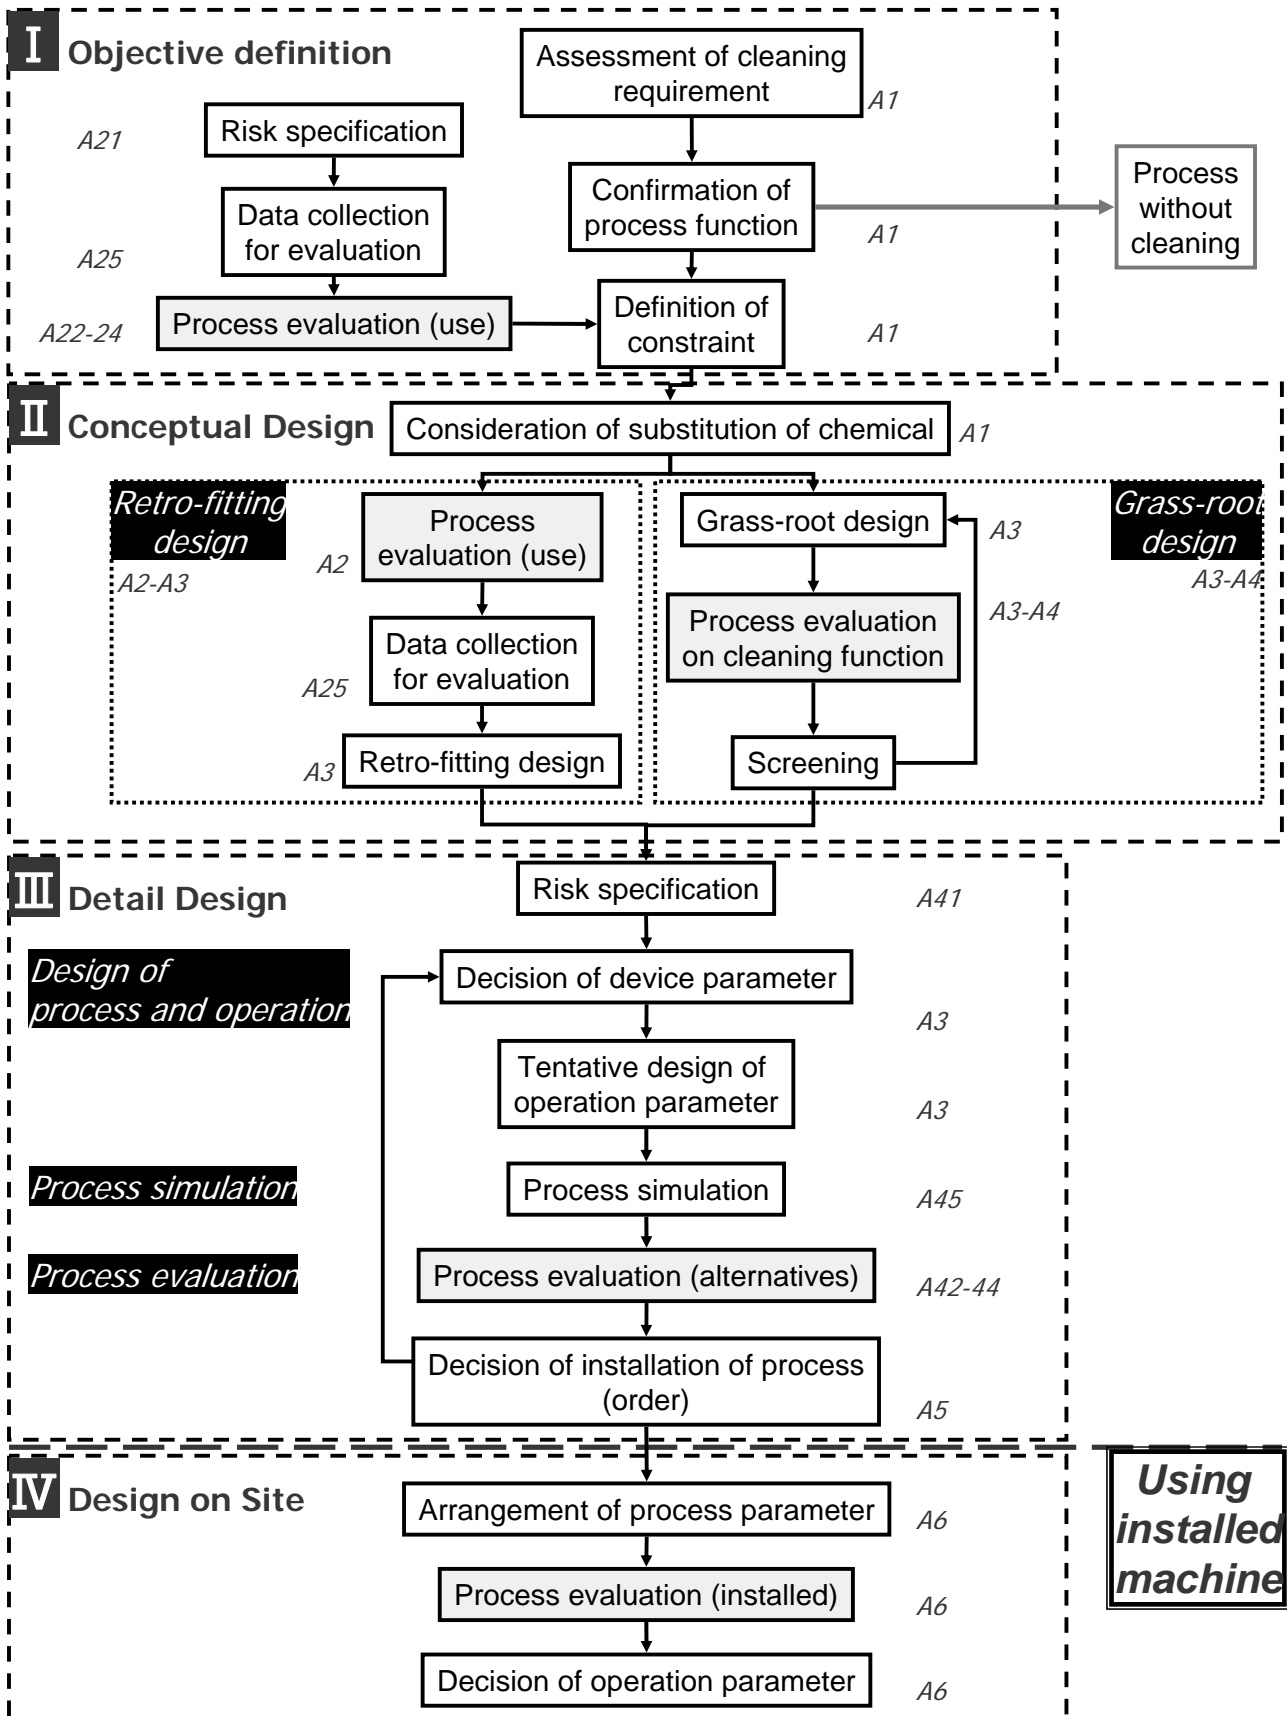 Ⅰ Objective definition
Assessment of cleaning
requirement
A1
Risk specification
A21
Confirmation of
process function
A1
Process
without
cleaning
Data collection
for evaluation
A25
Process evaluation (use)
A22-24
Definition of
constraint
A1
Ⅱ Conceptual Design
Consideration of substitution of chemical
A1
Retro-fitting
design
A2-A3
Process
evaluation (use)
A2
Data collection
for evaluation
A25
Retro-fitting design
A3
Grass-root design
A3
Grass-root
design
A3-A4
Process evaluation
on cleaning function
A3-A4
Screening
Ⅲ Detail Design
Risk specification
A41
Design of
process and operation
Decision of device parameter
A3
Tentative design of
operation parameter
A3
Process simulation
Process simulation
A45
Process evaluation
Process evaluation (alternatives)
A42-44
Decision of installation of process
(order)
A5
Ⅳ Design on Site
Arrangement of process parameter
A6
Using
installed
machine
Process evaluation (installed)
A6
Decision of operation parameter
A6